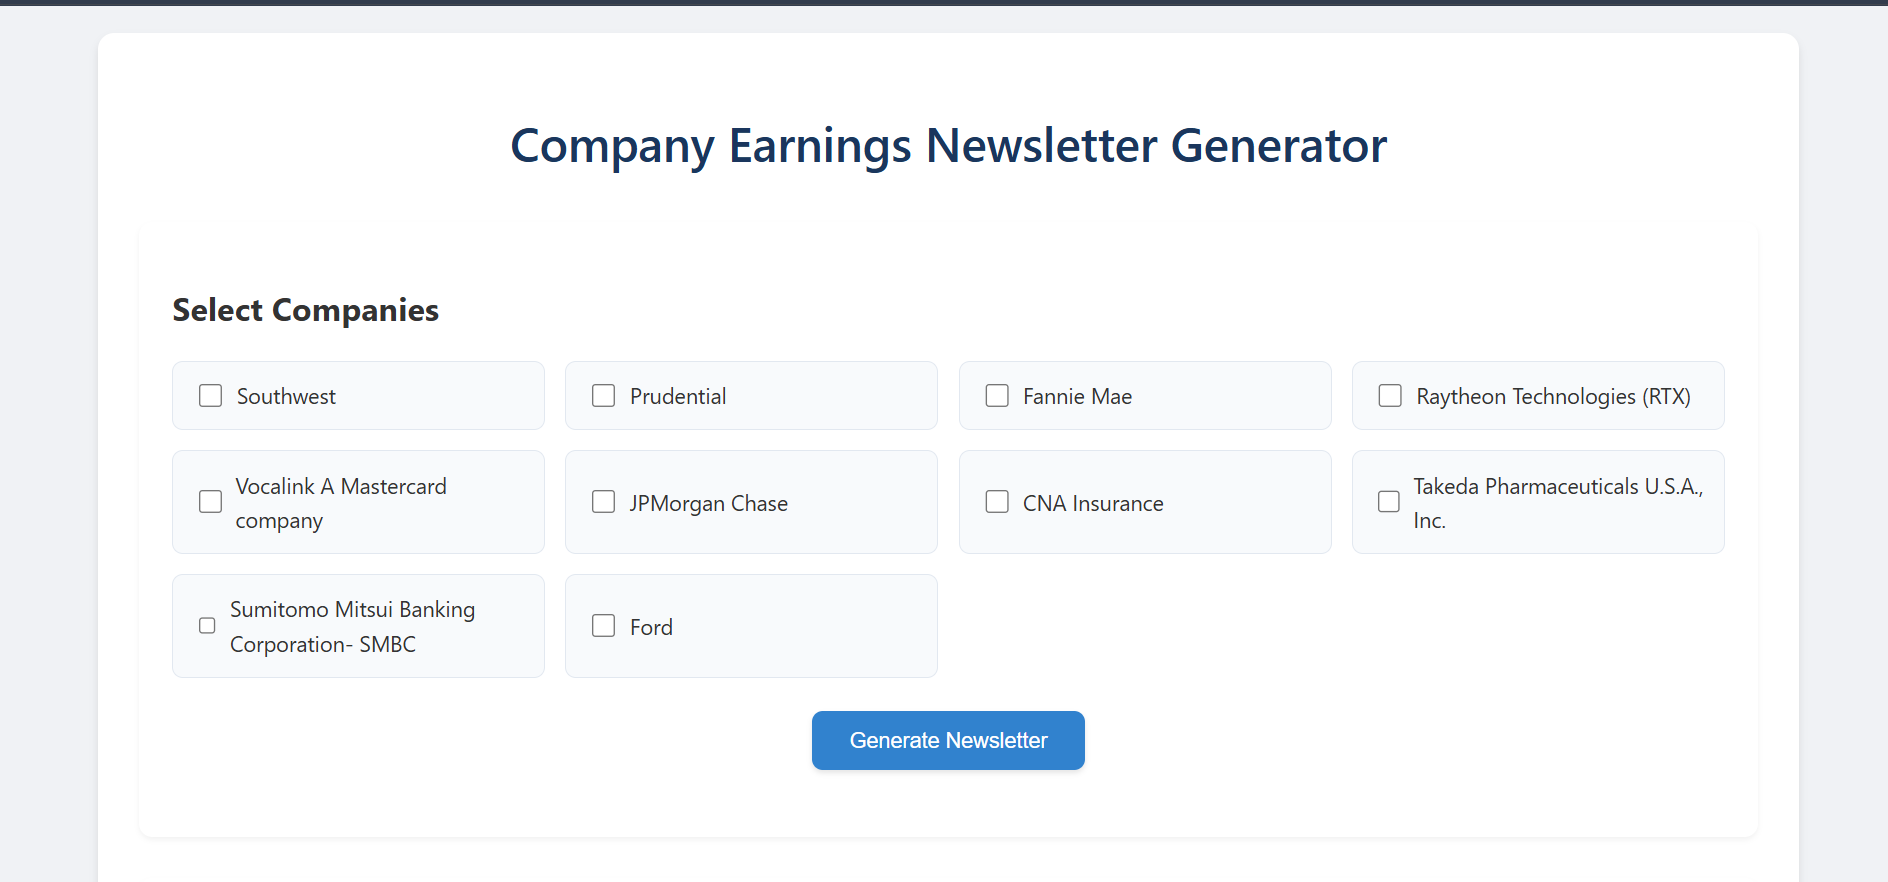 Company Earnings Newsletter Generator
Select Companies
Southwest
Prudential
Fannie Mae
Raytheon Technologies (RTX)
Vocalink A Mastercard
company
JPMorgan Chase
CNA Insurance
Takeda Pharmaceuticals U.S.A.,
Inc.
Sumitomo Mitsui Banking
Corporation- SMBC
Ford
Generate Newsletter